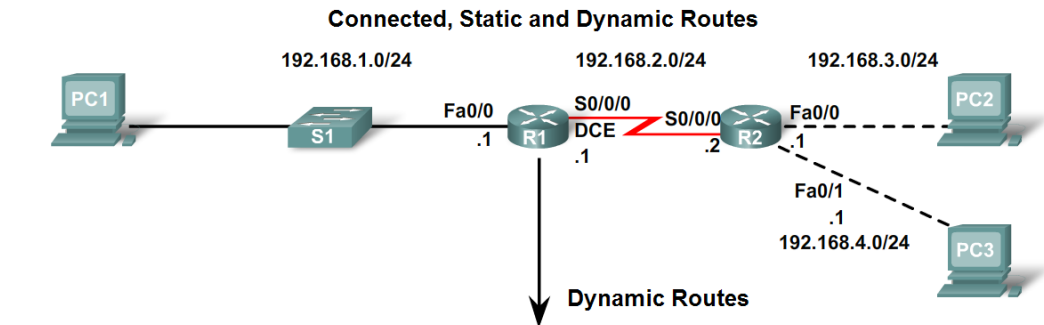 Connected, Static and Dynamic Routes
192.168.1.0/24
192.168.2.0/24
192.168.3.0/24
PC1
S1
Fa0/0
.1
R1
S0/0/0
DCE
.1
S0/0/0
.2
R2
Fa0/0
.1
PC2
Fa0/1
.1
192.168.4.0/24
PC3
Dynamic Routes